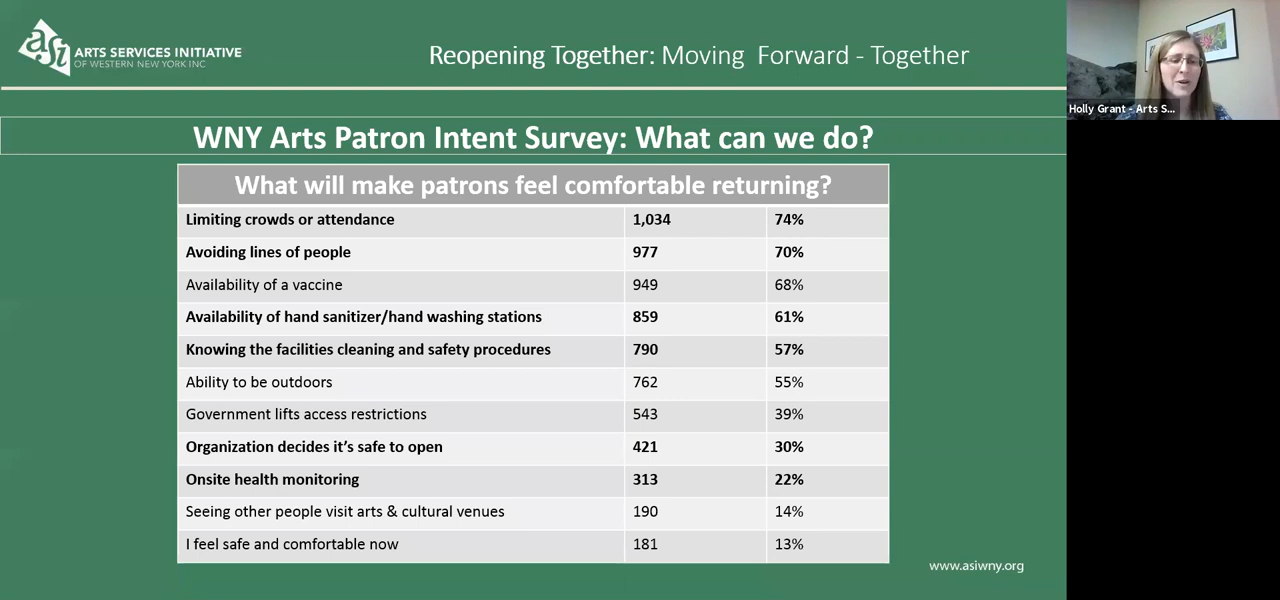 asi
ARTS SERVICES INITIATIVE
OF WESTERN NEW YORK INC
Reopening Together: Moving Forward - Together
Holly Grant - Arts S...
WNY Arts Patron Intent Survey: What can we do?
What will make patrons feel comfortable returning?
Limiting crowds or attendance 1,034 74%
Avoiding lines of people 977 70%
Availability of a vaccine 949 68%
Availability of hand sanitizer/hand washing stations 859 61%
Knowing the facilities cleaning and safety procedures 790 57%
Ability to be outdoors 762 55%
Government lifts access restrictions 543 39%
Organization decides it’s safe to open 421 30%
Onsite health monitoring 313 22%
Seeing other people visit arts & cultural venues 190 14%
I feel safe and comfortable now 181 13%
www.asiwny.org